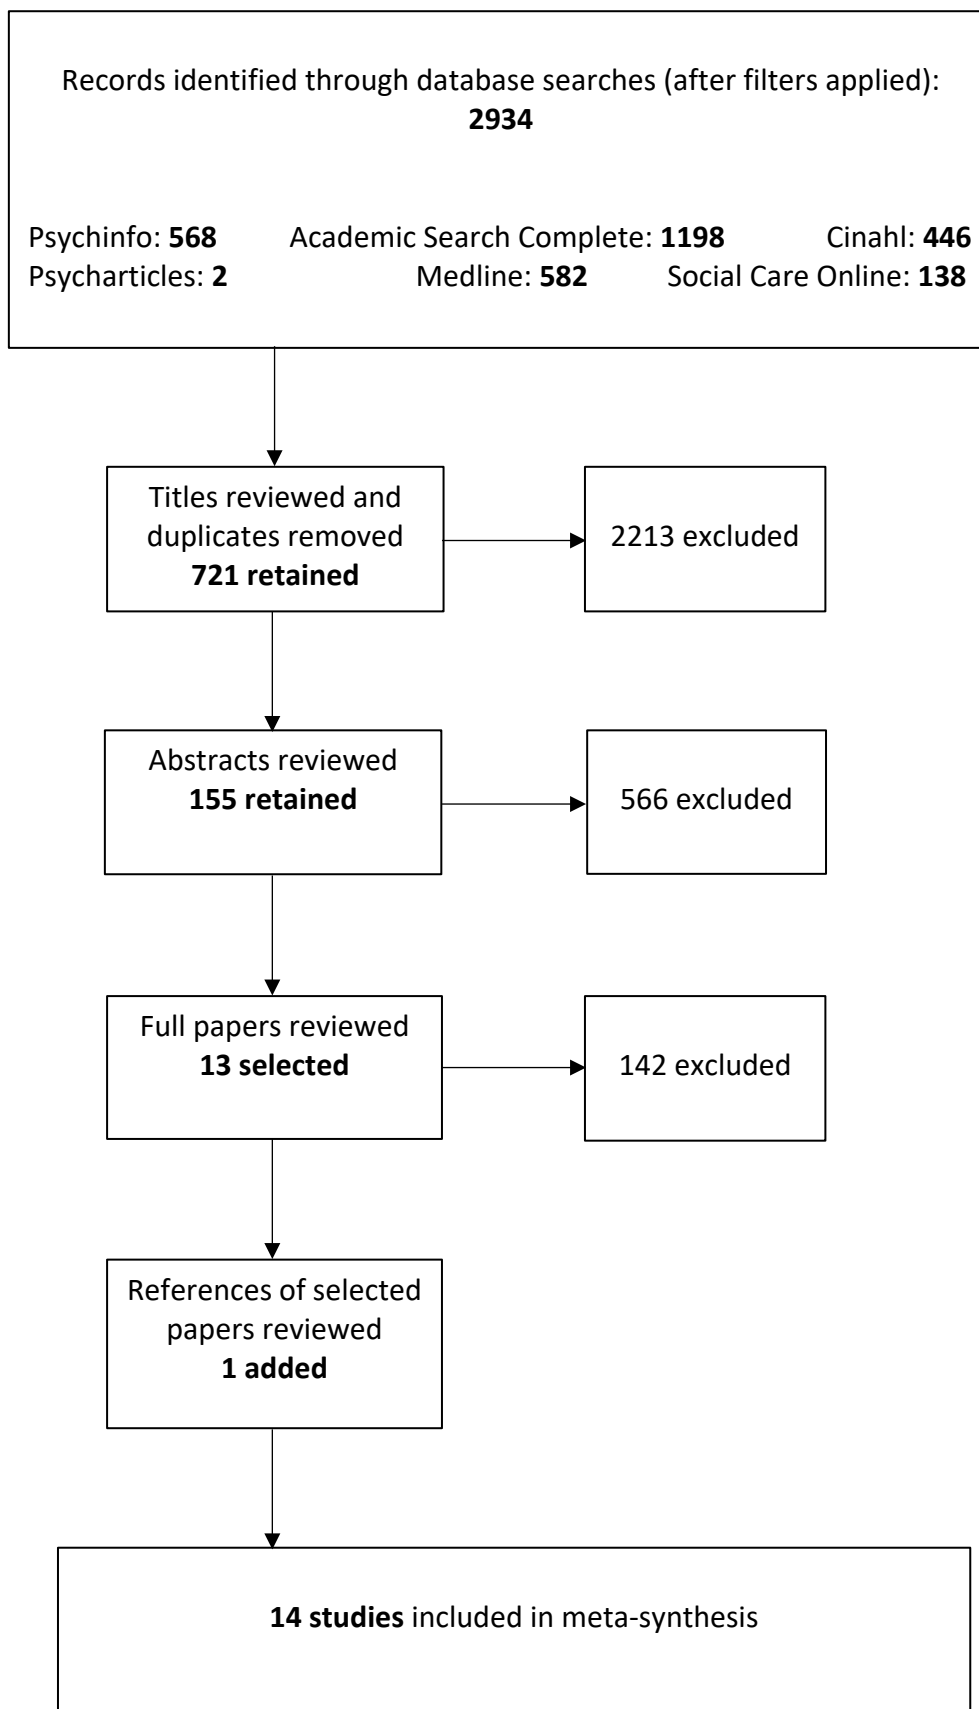 Records identified through database searches (after filters applied):
2934
Psychinfo: 568 Academic Search Complete: 1198 Cinahl: 446
Psycharticles: 2 Medline: 582 Social Care Online: 138
Titles reviewed and
duplicates removed
721 retained
2213 excluded
Abstracts reviewed
155 retained
566 excluded
Full papers reviewed
13 selected
142 excluded
References of selected
papers reviewed
1 added
14 studies included in meta-synthesis